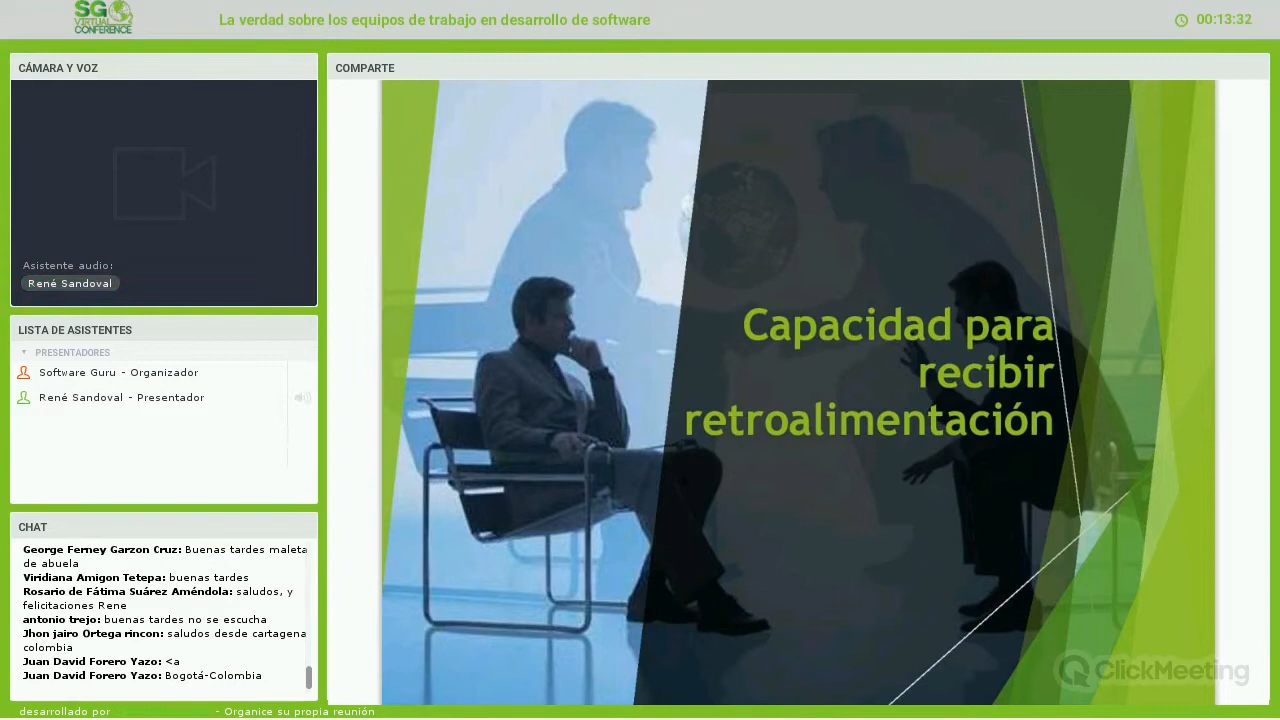 SG
VIRTUAL
CONFERENCE
La verdad sobre los equipos de trabajo en desarrollo de software
00:13:32
CÁMARA Y VOZ
Asistente audio:
René Sandoval
LISTA DE ASISTENTES
PRESENTADORES
Software Guru - Organizador
René Sandoval - Presentador
CHAT
George Ferney Garzon Cruz: Buenas tardes maleta
de abuela
Viridiana Amigon Tetepa: buenas tardes
Rosario de Fátima Suárez Améndola: saludos, y
felicitaciones Rene
antonio trejo: buenas tardes no se escucha
Jhon jairo Ortega rincon: saludos desde cartagena
colombia
Juan David Forero Yazo: <a
Juan David Forero Yazo: Bogotá-Colombia
COMPARTE
Capacidad para
recibir
retroalimentación
ClickMeeting
desarrollado por - Organice su propia reunión